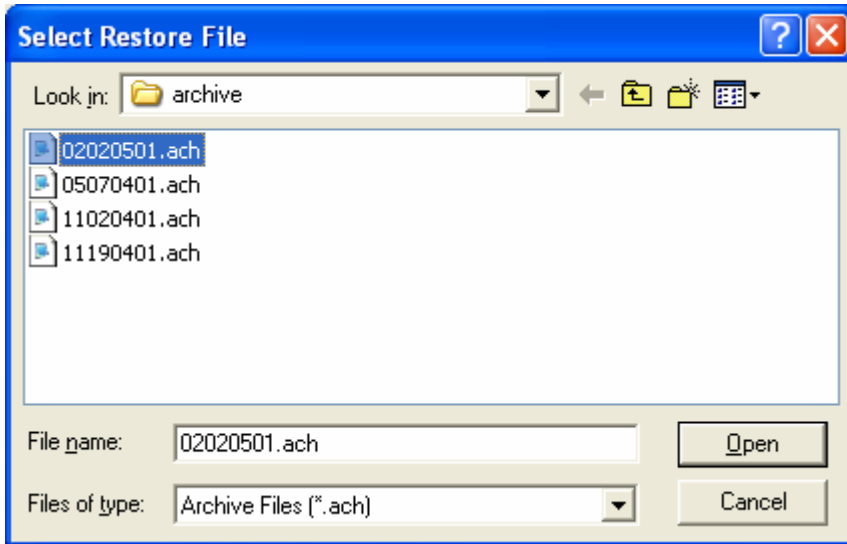 Select Restore File
Look in: archive
02020501.ach
05070401.ach
11020401.ach
11190401.ach
File name: 02020501.ach Open
Files of type: Archive Files (*.ach) Cancel